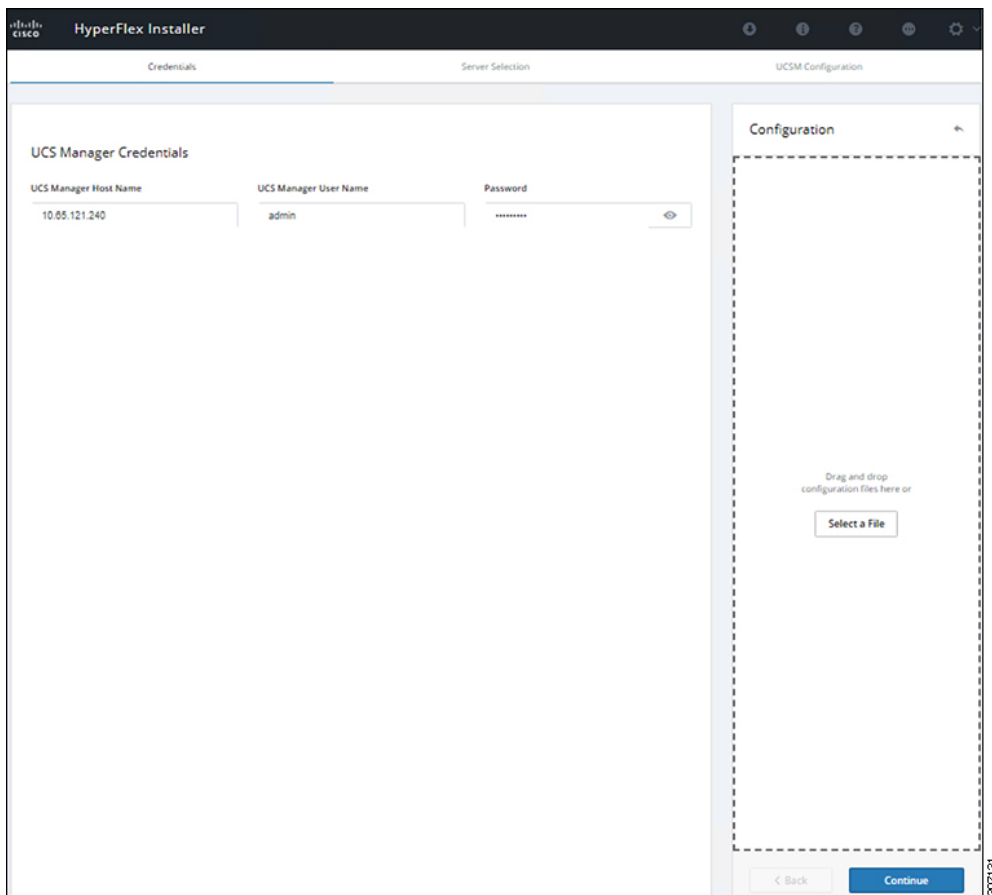 CISCO HyperFlex Installer
Credentials Server Selection UCSM Configuration
UCS Manager Credentials
UCS Manager Host Name UCS Manager User Name Password
10.65.121.240 admin •••••••••
Configuration
Drag and drop
configuration files here or
Select a File
< Back Continue